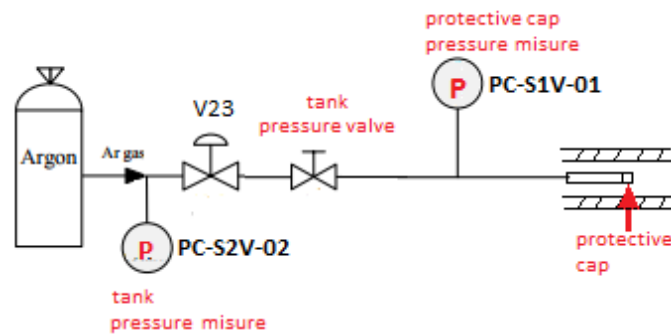 protective cap
pressure misure
P
PC-S1V-01
V23
tank
pressure valve
Argon
Ar gas
P
PC-S2V-02
protective
cap
tank
pressure misure